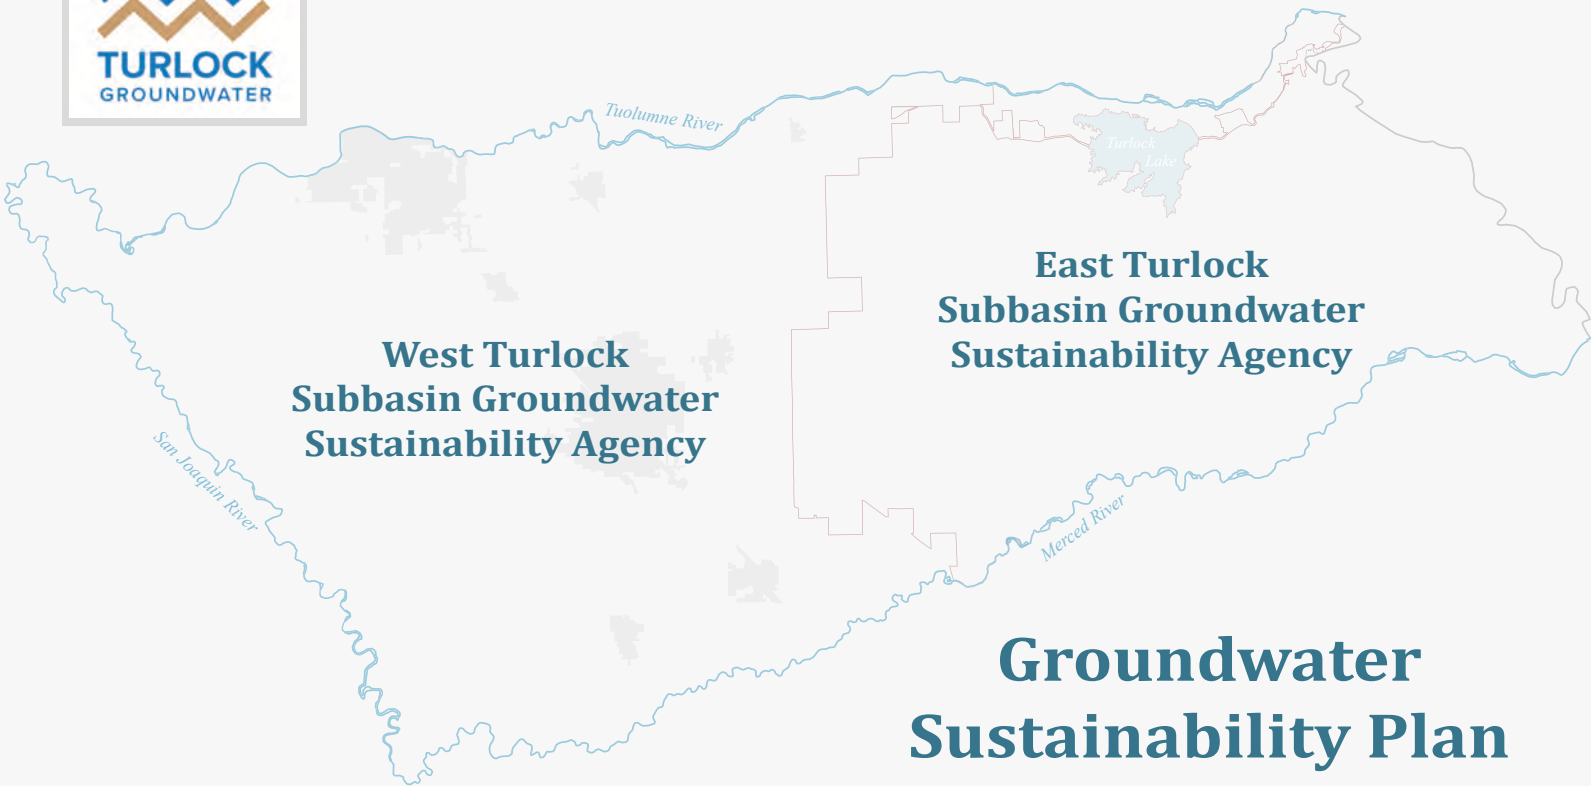 TURLOCK
GROUNDWATER
Tuolumne River
Turlock
Lake
East Turlock
Subbasin Groundwater
Sustainability Agency
West Turlock
Subbasin Groundwater
Sustainability Agency
San Joaquin River
Merced River
Groundwater
Sustainability Plan